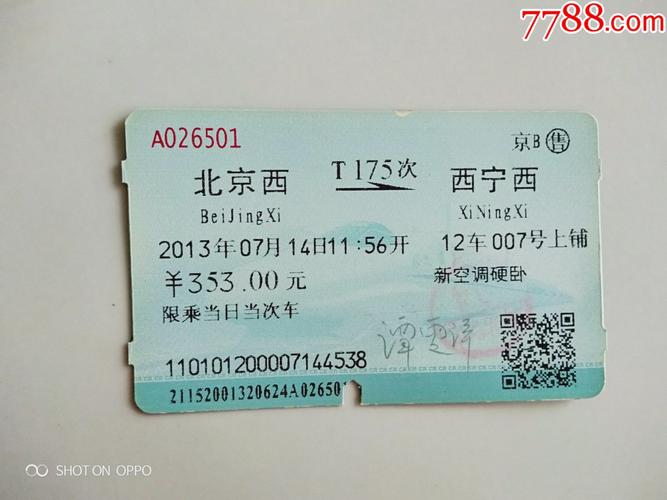 7788.com
A026501 京B 售
北京西 T175次 西宁西
BeiJingXi XiNingXi
2013年07月14日11:56开 12车007号上铺
￥353.00元 新空调硬卧
限乘当日当次车
谭
110101200007144538
21152001320624A026501
SHOT ON OPPO